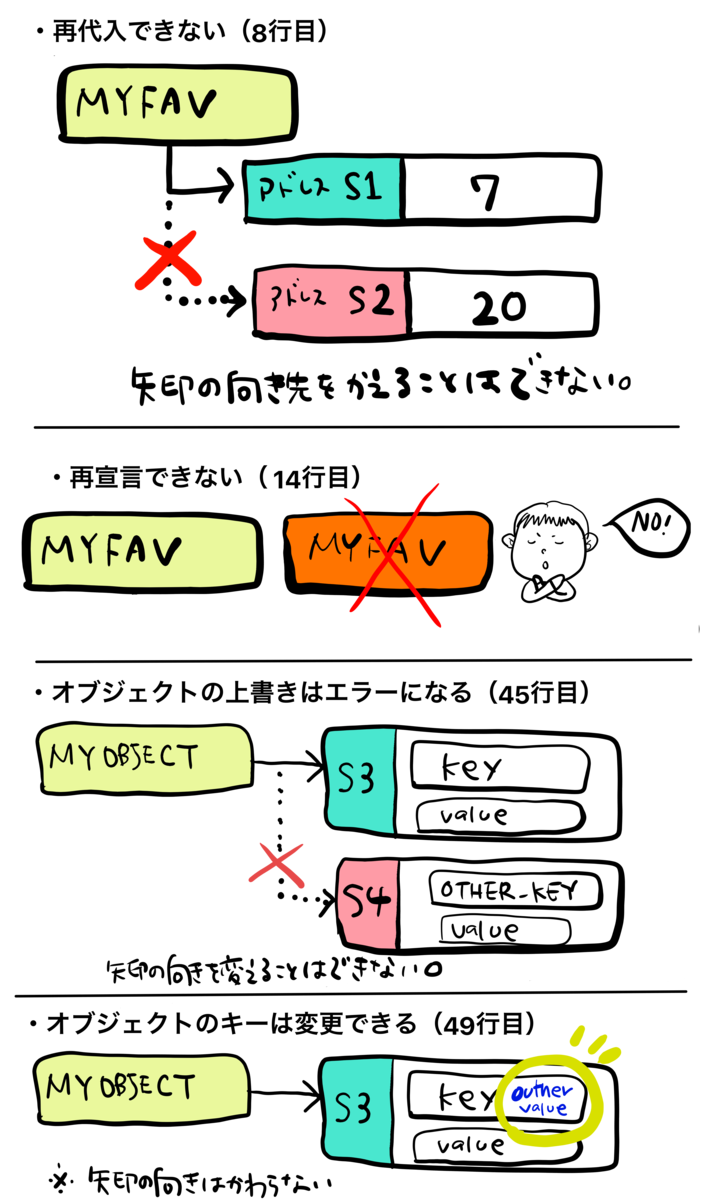 ・再代入できない（8行目）
MYFAV
アドレス S1 7
アドレス S2 20
矢印の向き先をかえることはできない。
・再宣言できない（14行目）
MYFAV MYFAV NO!
・オブジェクトの上書きはエラーになる（45行目）
MYOBJECT S3 key
value
S4 OTHER_KEY
value
矢印の向きを変えることはできない。
・オブジェクトのキーは変更できる（49行目）
MYOBJECT S3 key outher
value
value
※ 矢印の向きはかわらない